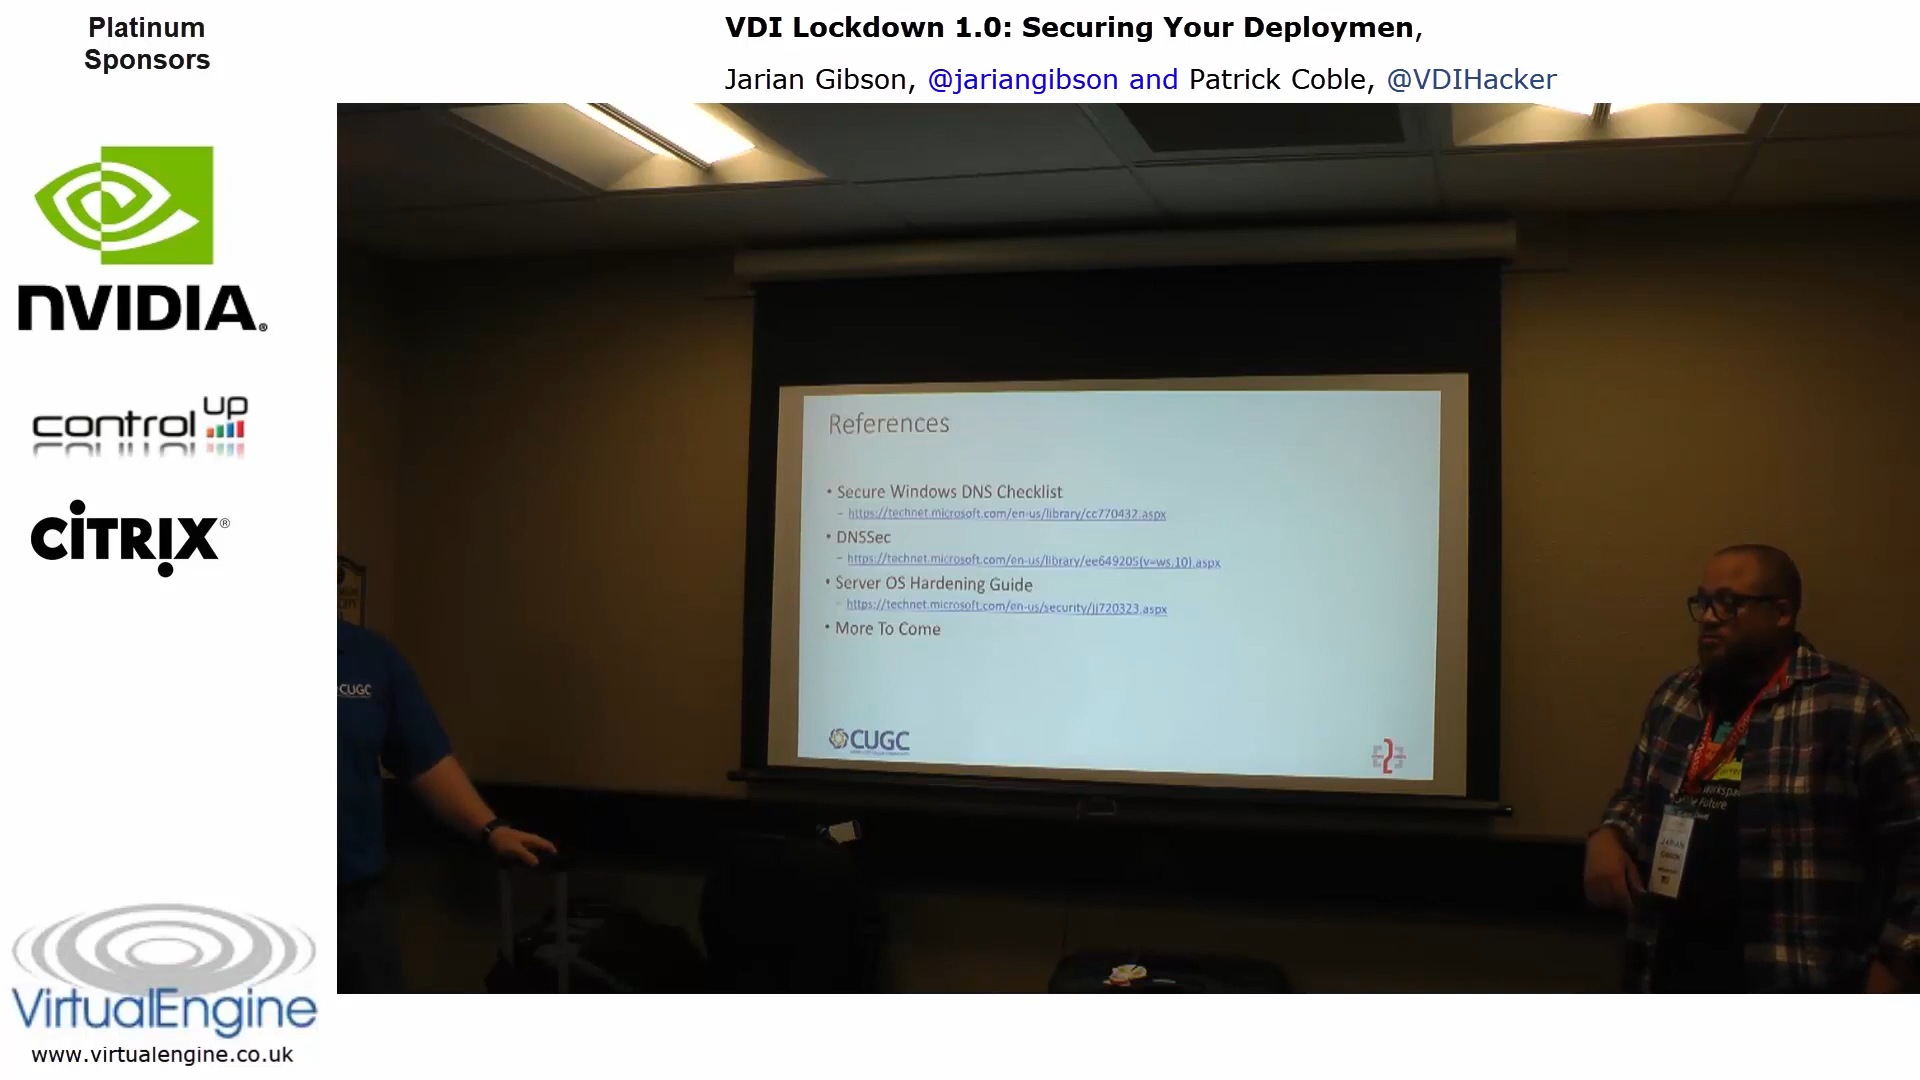 Platinum
Sponsors
VDI Lockdown 1.0: Securing Your Deploymen,
Jarian Gibson, @jariangibson and Patrick Coble, @VDIHacker
NVIDIA®
control UP
CiTRIX®
References
• Secure Windows DNS Checklist
– https://technet.microsoft.com/en-us/library/cc770432.aspx
• DNSSec
– https://technet.microsoft.com/en-us/library/ee649205(v=ws.10).aspx
• Server OS Hardening Guide
– https://technet.microsoft.com/en-us/security/jj720323.aspx
• More To Come
CUGC
CUGC
Future
JARIAN
VirtualEngine
www.virtualengine.co.uk